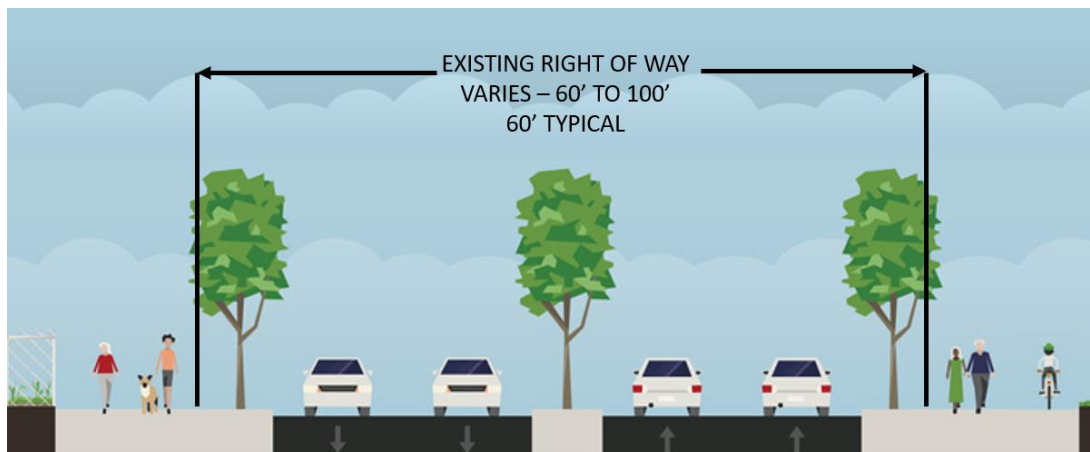 EXISTING RIGHT OF WAY
VARIES – 60’ TO 100’
60’ TYPICAL